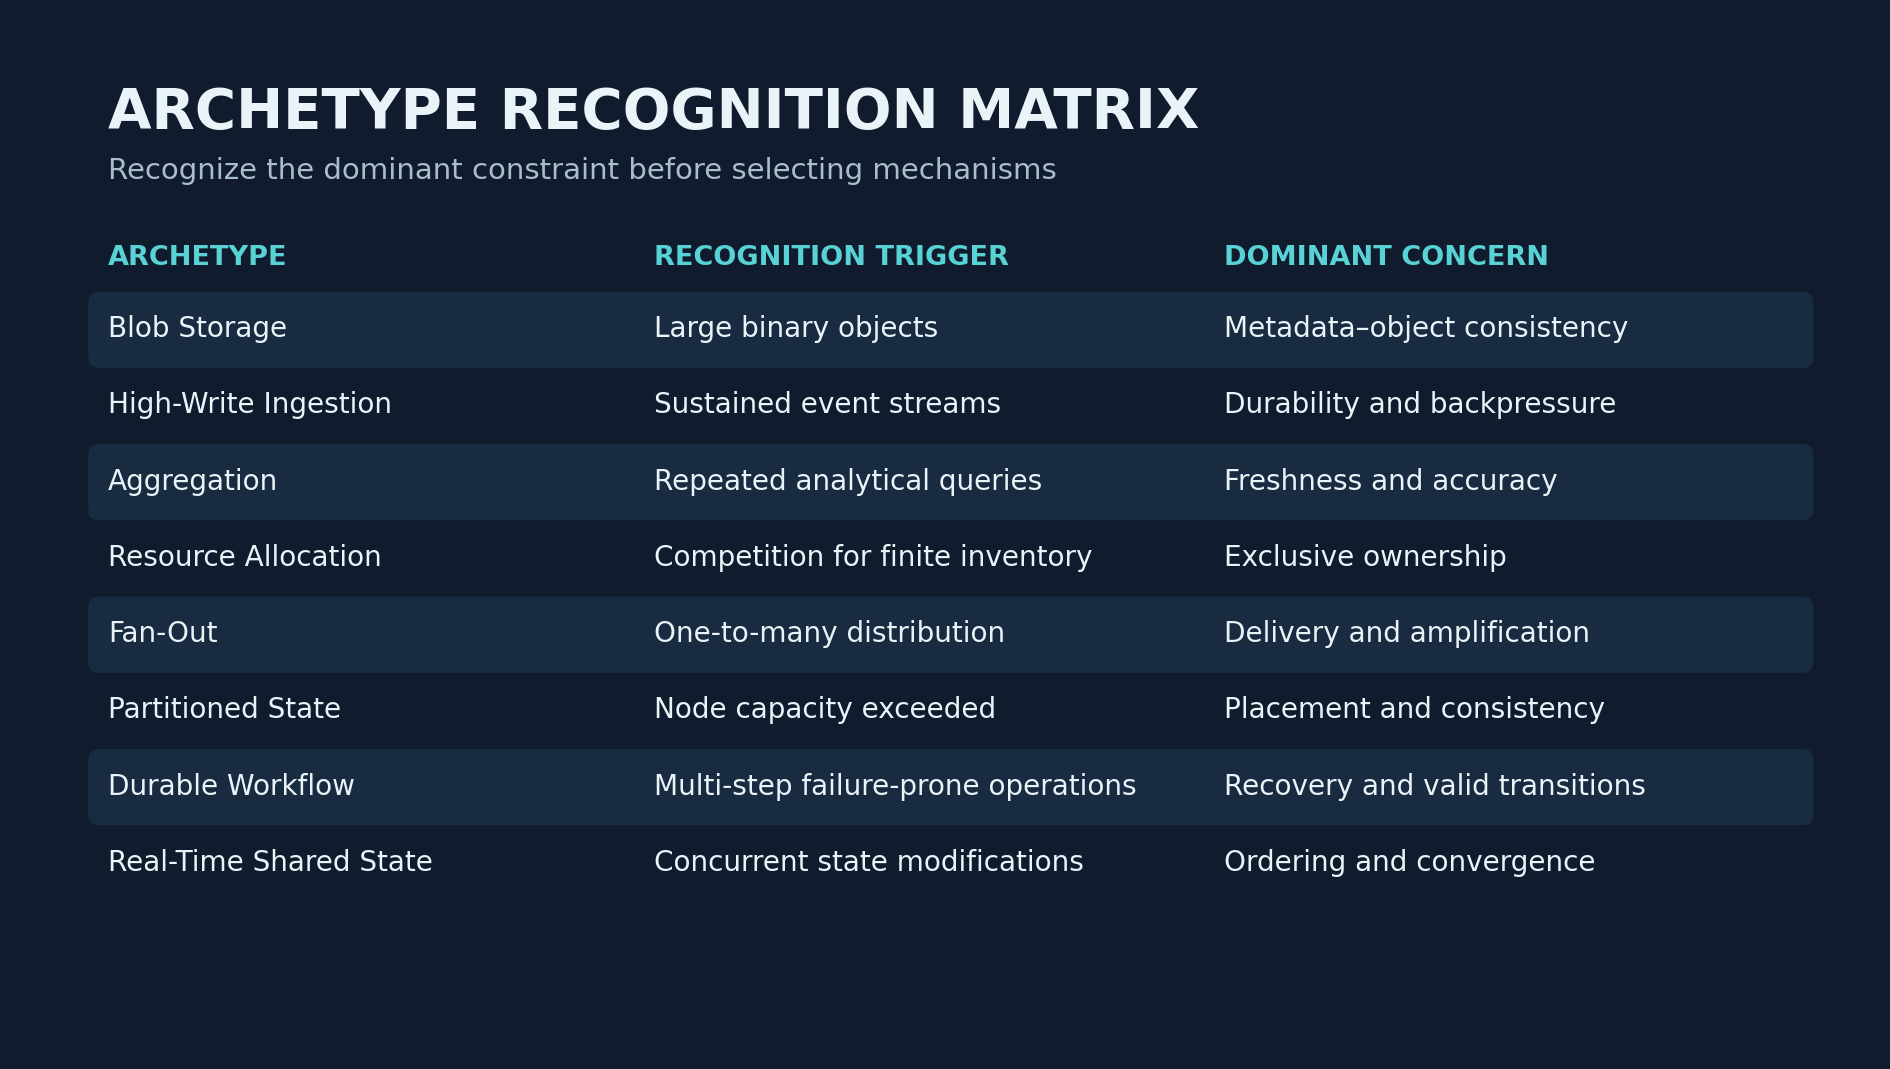 ARCHETYPE RECOGNITION MATRIX
Recognize the dominant constraint before selecting mechanisms
ARCHETYPE RECOGNITION TRIGGER DOMINANT CONCERN
Blob Storage Large binary objects Metadata–object consistency
High-Write Ingestion Sustained event streams Durability and backpressure
Aggregation Repeated analytical queries Freshness and accuracy
Resource Allocation Competition for finite inventory Exclusive ownership
Fan-Out One-to-many distribution Delivery and amplification
Partitioned State Node capacity exceeded Placement and consistency
Durable Workflow Multi-step failure-prone operations Recovery and valid transitions
Real-Time Shared State Concurrent state modifications Ordering and convergence